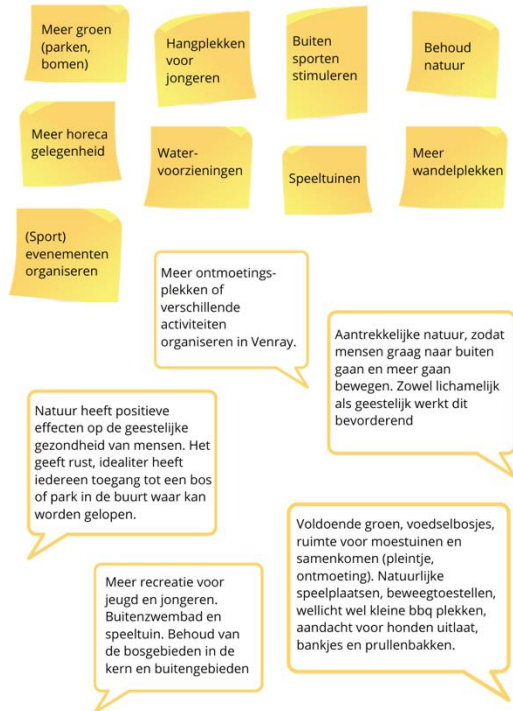 Meer groen
(parken,
bomen)
Hangplekken
voor
jongeren
Buiten
sporten
stimuleren
Behoud
natuur
Meer horeca
gelegenheid
Water-
voorzieningen
Speeltuinen
Meer
wandelplekken
(Sport)
evenementen
organiseren
Meer ontmoetings-
plekken of
verschillende
activiteiten
organiseren in Venray.
Aantrekkelijke natuur, zodat
mensen graag naar buiten
gaan en meer gaan
bewegen. Zowel lichamelijk
als geestelijk werkt dit
bevorderend
Natuur heeft positieve
effecten op de geestelijke
gezondheid van mensen. Het
geeft rust, idealiter heeft
iedereen toegang tot een bos
of park in de buurt waar kan
worden gelopen.
Voldoende groen, voedselbosjes,
ruimte voor moestuinen en
samenkomen (pleintje,
ontmoeting). Natuurlijke
speelplaatsen, beweegtoestellen,
wellicht wel kleine bbq plekken,
aandacht voor honden uitlaat,
bankjes en prullenbakken.
Meer recreatie voor
jeugd en jongeren.
Buitenzwembad en
speeltuin. Behoud van
de bosgebieden in de
kern en buitengebieden